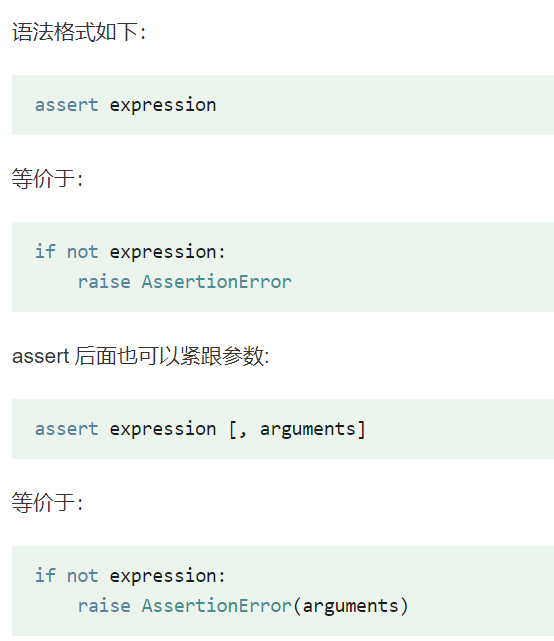 语法格式如下：
assert expression
等价于：
if not expression:
    raise AssertionError
assert 后面也可以紧跟参数:
assert expression [, arguments]
等价于：
if not expression:
    raise AssertionError(arguments)